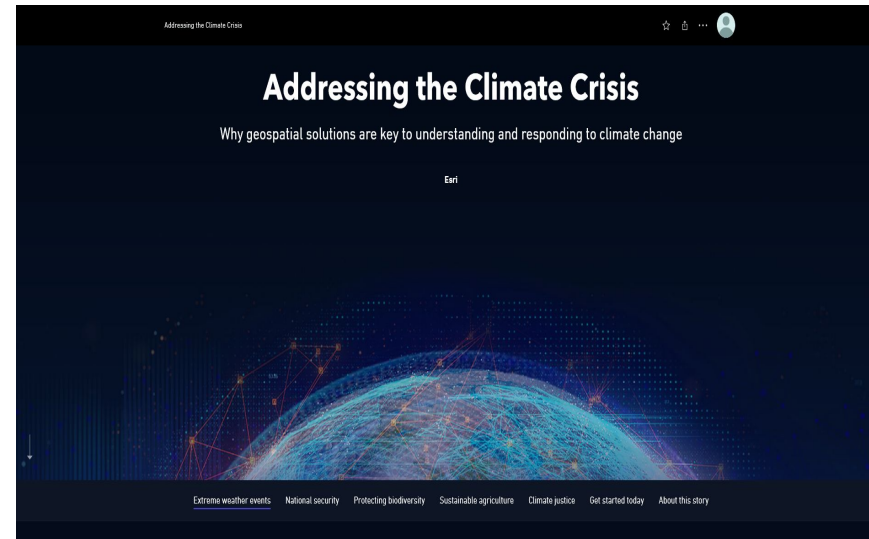 Addressing the Climate Crisis
Addressing the Climate Crisis
Why geospatial solutions are key to understanding and responding to climate change
Esri
Extreme weather events National security Protecting biodiversity Sustainable agriculture Climate justice Get started today About this story